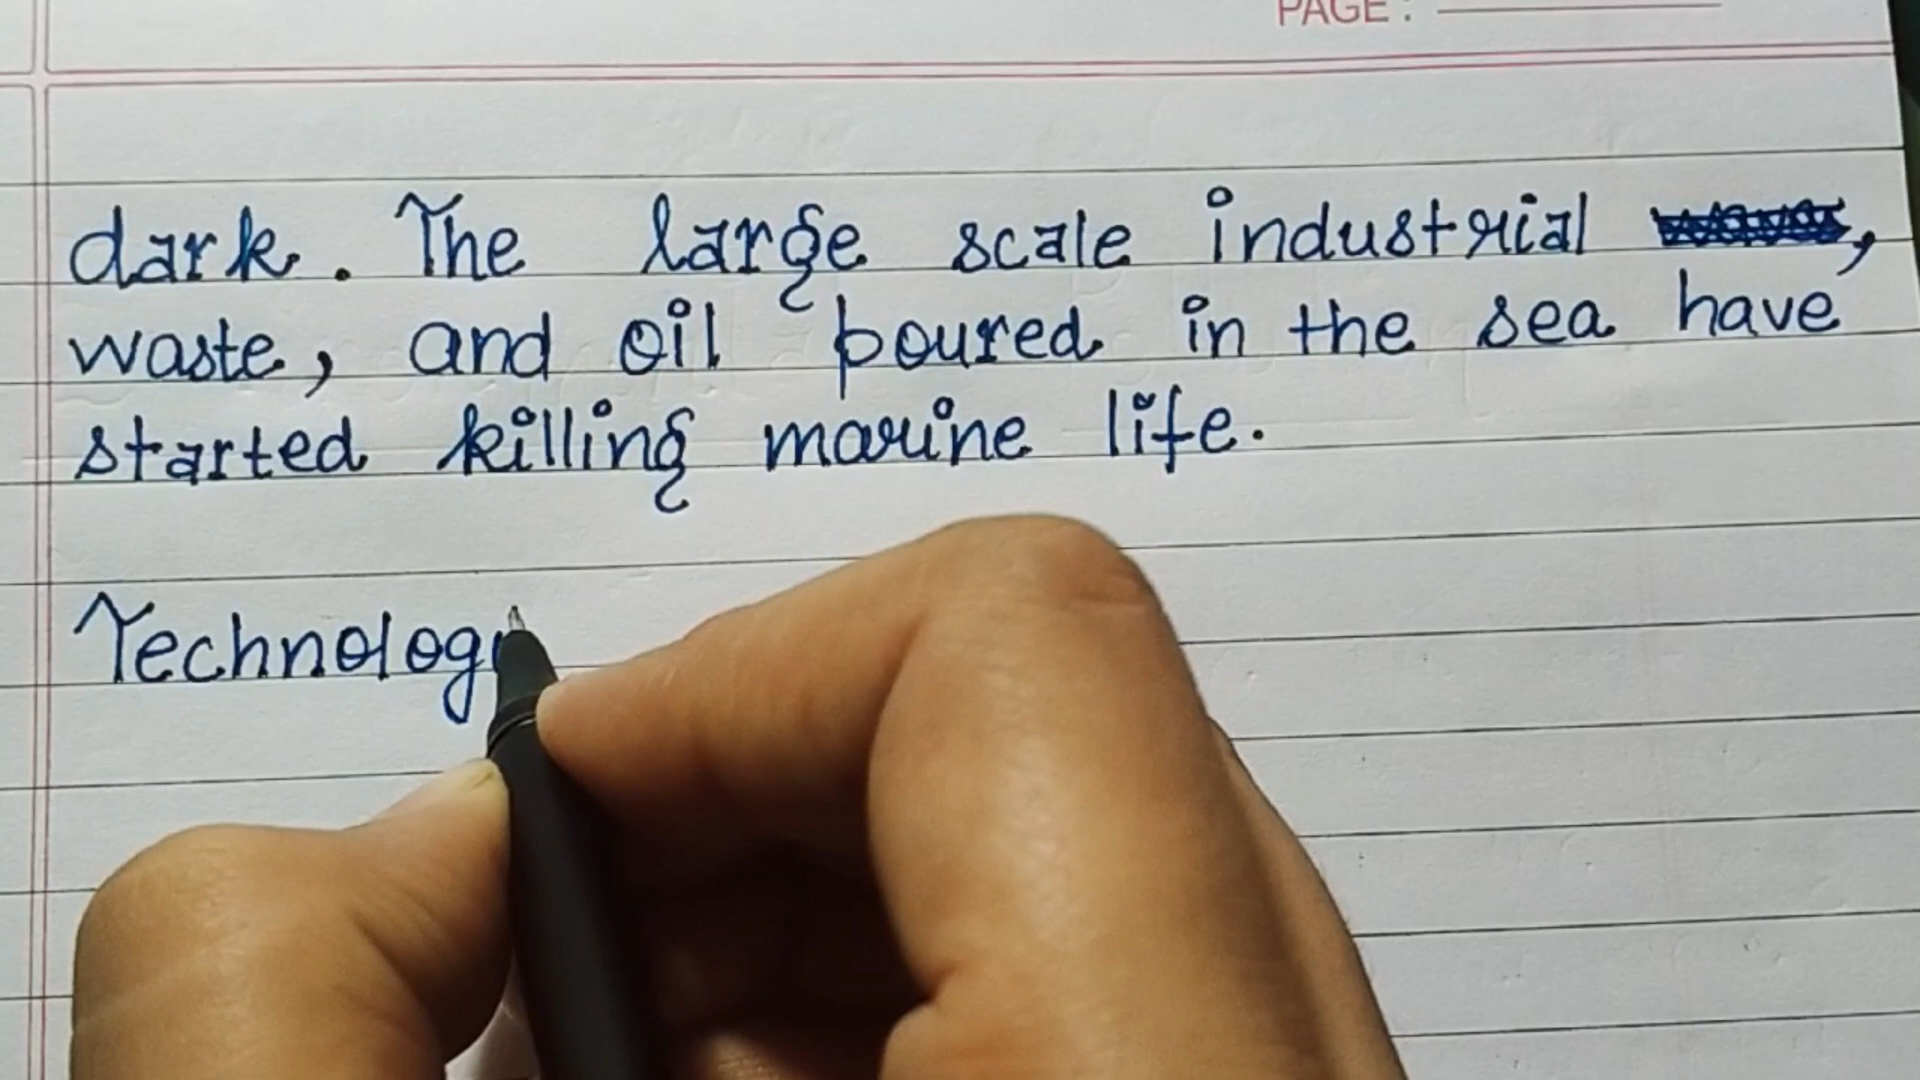 PAGE :
dark. The large scale industrial ,
waste, and oil poured in the sea have
started killing marine life.
Technolog